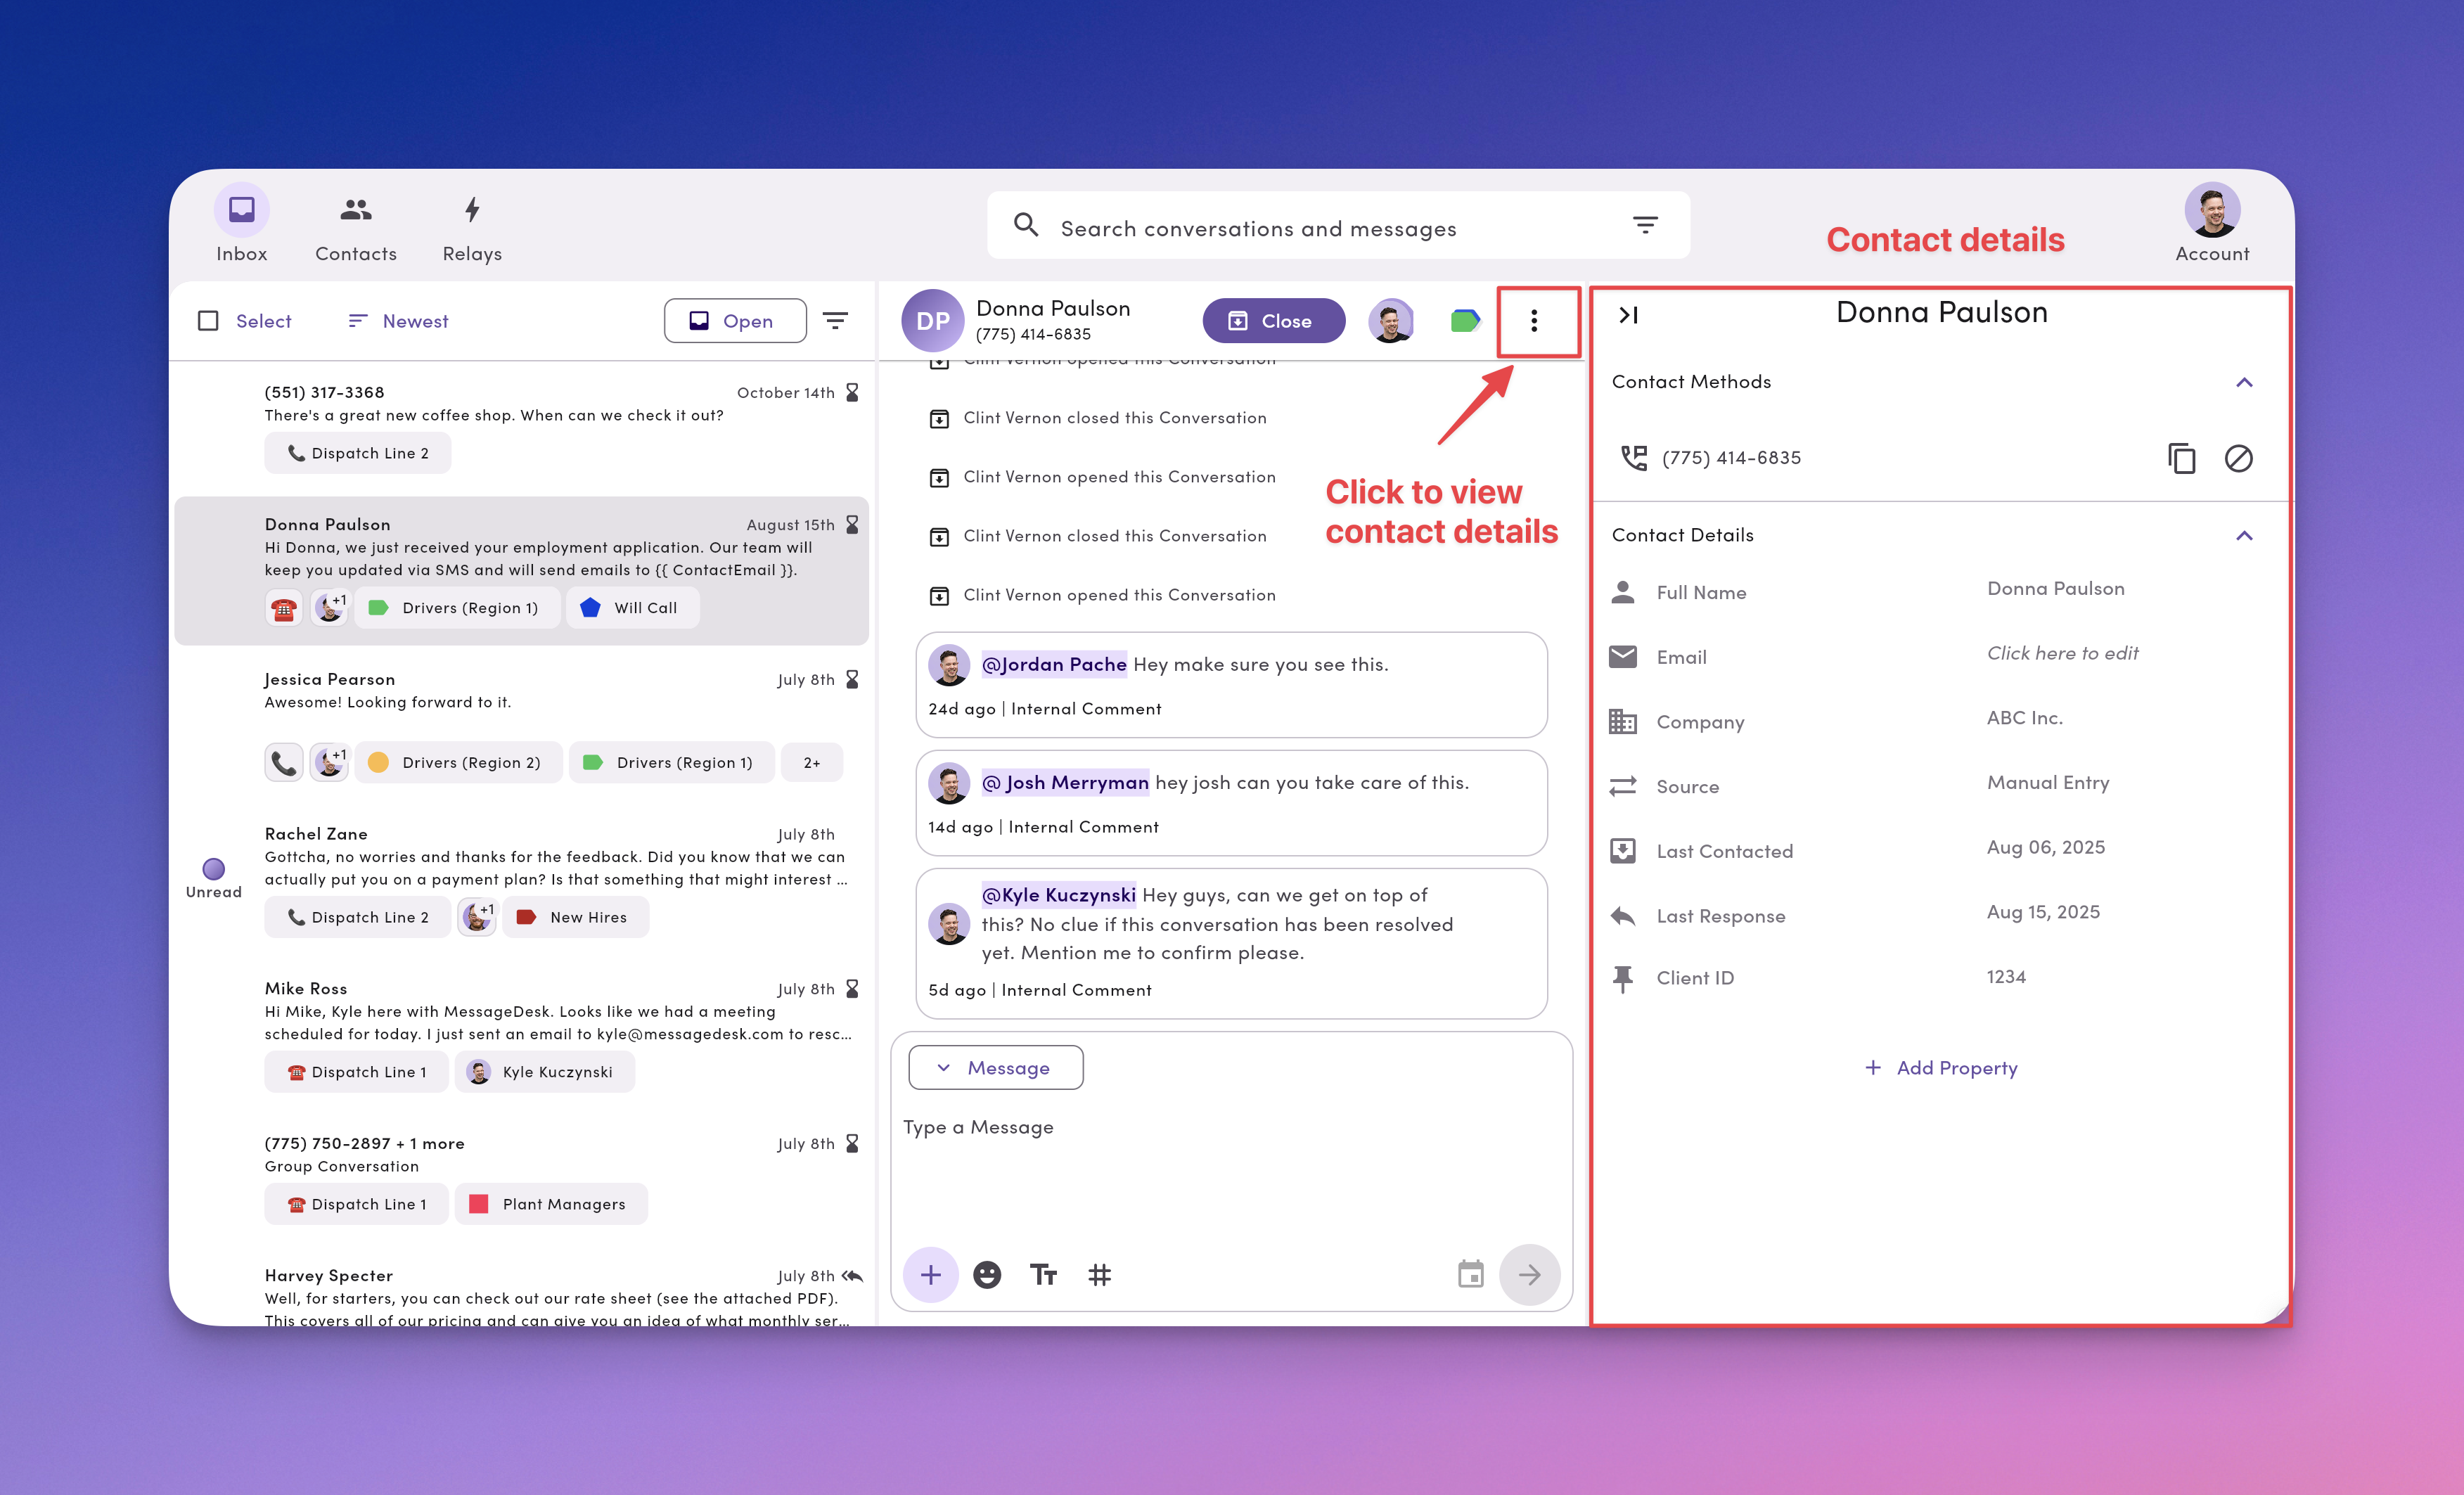 Inbox
Contacts
Relays
Search conversations and messages
Contact details
Account
Select
Newest
Open
(551) 317-3368
October 14th
There's a great new coffee shop. When can we check it out?
Dispatch Line 2
Donna Paulson
August 15th
Hi Donna, we just received your employment application. Our team will
keep you updated via SMS and will send emails to {{ ContactEmail }}.
+1
Drivers (Region 1)
Will Call
Jessica Pearson
July 8th
Awesome! Looking forward to it.
+1
Drivers (Region 2)
Drivers (Region 1)
2+
Unread
Rachel Zane
July 8th
Gottcha, no worries and thanks for the feedback. Did you know that we can
actually put you on a payment plan? Is that something that might interest ...
Dispatch Line 2
+1
New Hires
Mike Ross
July 8th
Hi Mike, Kyle here with MessageDesk. Looks like we had a meeting
scheduled for today. I just sent an email to kyle@messagedesk.com to resc...
Dispatch Line 1
Kyle Kuczynski
(775) 750-2897 + 1 more
July 8th
Group Conversation
Dispatch Line 1
Plant Managers
Harvey Specter
July 8th
Well, for starters, you can check out our rate sheet (see the attached PDF).
This covers all of our pricing and can give you an idea of what monthly ser...
DP
Donna Paulson
(775) 414-6835
Close
Clint Vernon opened this Conversation
Clint Vernon closed this Conversation
Clint Vernon opened this Conversation
Clint Vernon closed this Conversation
Clint Vernon opened this Conversation
Click to view
contact details
@Jordan Pache Hey make sure you see this.
24d ago | Internal Comment
@ Josh Merryman hey josh can you take care of this.
14d ago | Internal Comment
@Kyle Kuczynski Hey guys, can we get on top of
this? No clue if this conversation has been resolved
yet. Mention me to confirm please.
5d ago | Internal Comment
Message
Type a Message
Donna Paulson
Contact Methods
(775) 414-6835
Contact Details
Full Name
Donna Paulson
Email
Click here to edit
Company
ABC Inc.
Source
Manual Entry
Last Contacted
Aug 06, 2025
Last Response
Aug 15, 2025
Client ID
1234
+ Add Property